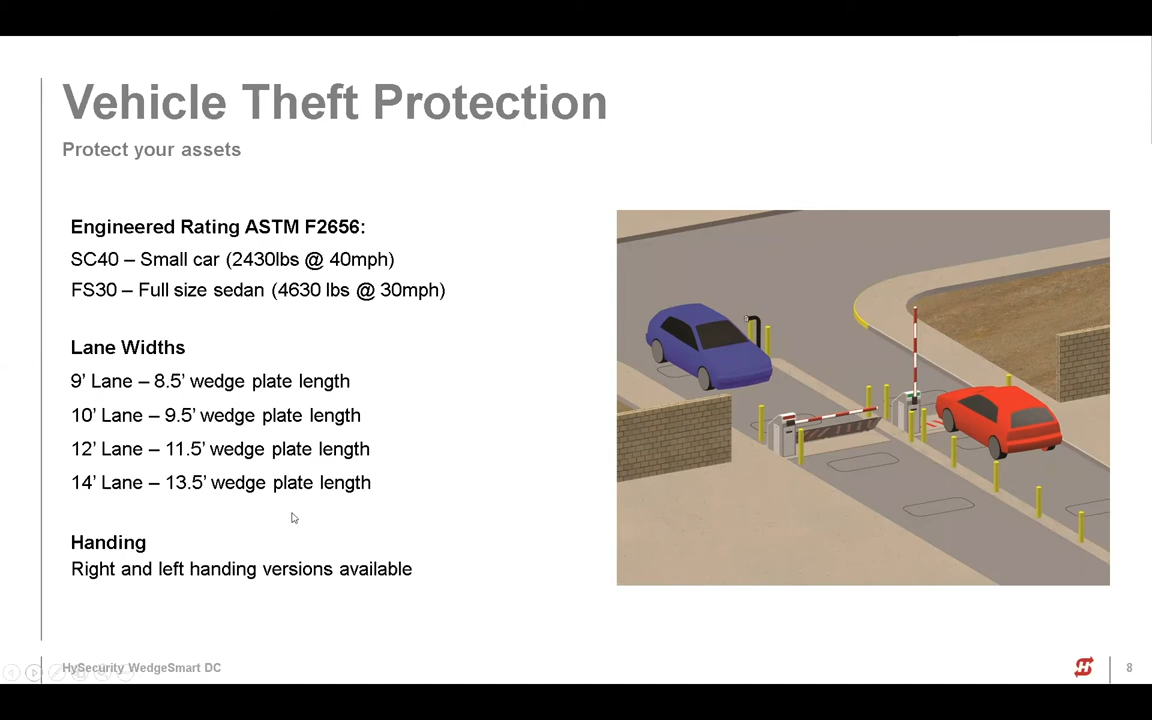 Vehicle Theft Protection
Protect your assets
Engineered Rating ASTM F2656:
SC40 – Small car (2430lbs @ 40mph)
FS30 – Full size sedan (4630 lbs @ 30mph)
Lane Widths
9’ Lane – 8.5’ wedge plate length
10’ Lane – 9.5’ wedge plate length
12’ Lane – 11.5’ wedge plate length
14’ Lane – 13.5’ wedge plate length
Handing
Right and left handing versions available
HySecurity WedgeSmart DC
8